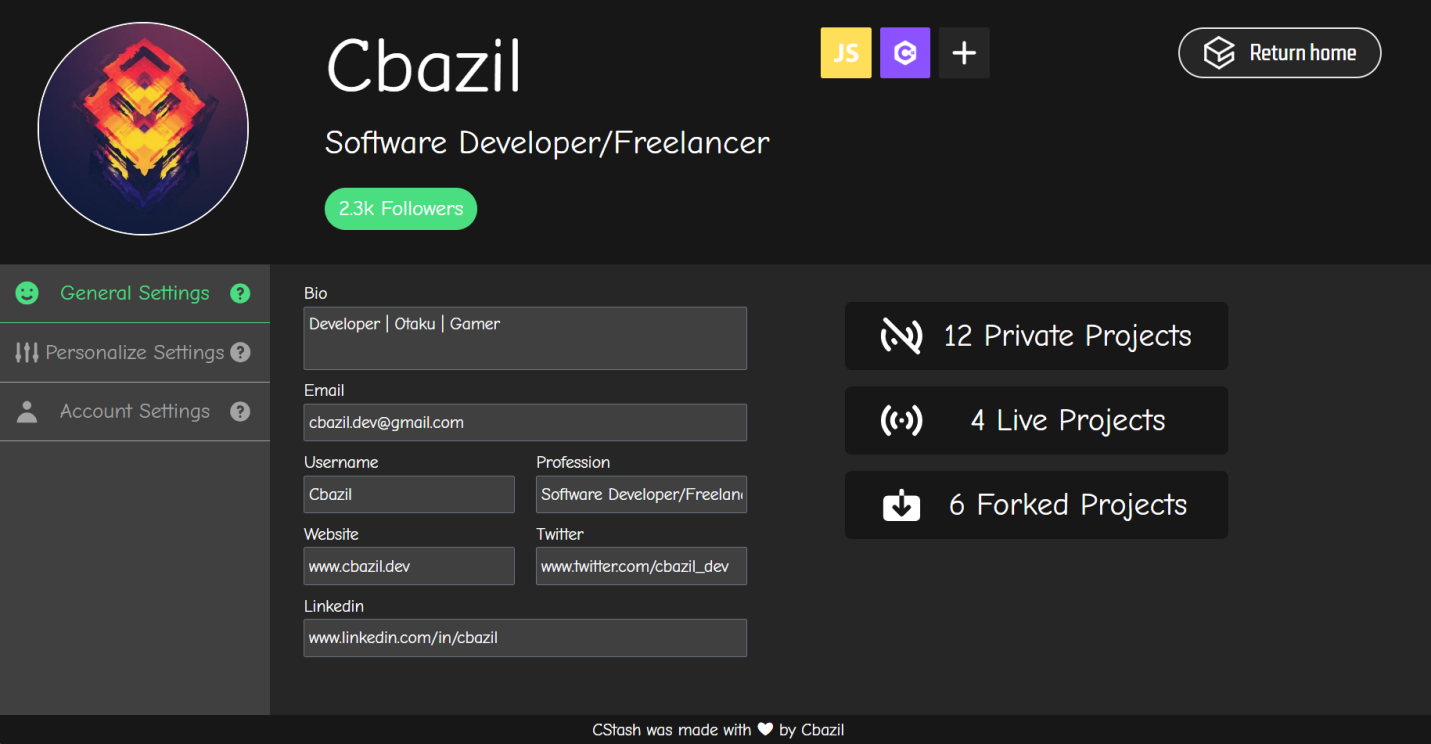 Cbazil
JS
C
Return home
Software Developer/Freelancer
2.3k Followers
General Settings ?
Personalize Settings ?
Account Settings ?
Bio
Developer | Otaku | Gamer
Email
cbazil.dev@gmail.com
Username
Profession
Cbazil
Software Developer/Freelan
Website
Twitter
www.cbazil.dev
www.twitter.com/cbazil_dev
Linkedin
www.linkedin.com/in/cbazil
12 Private Projects
4 Live Projects
6 Forked Projects
CStash was made with ♥ by Cbazil